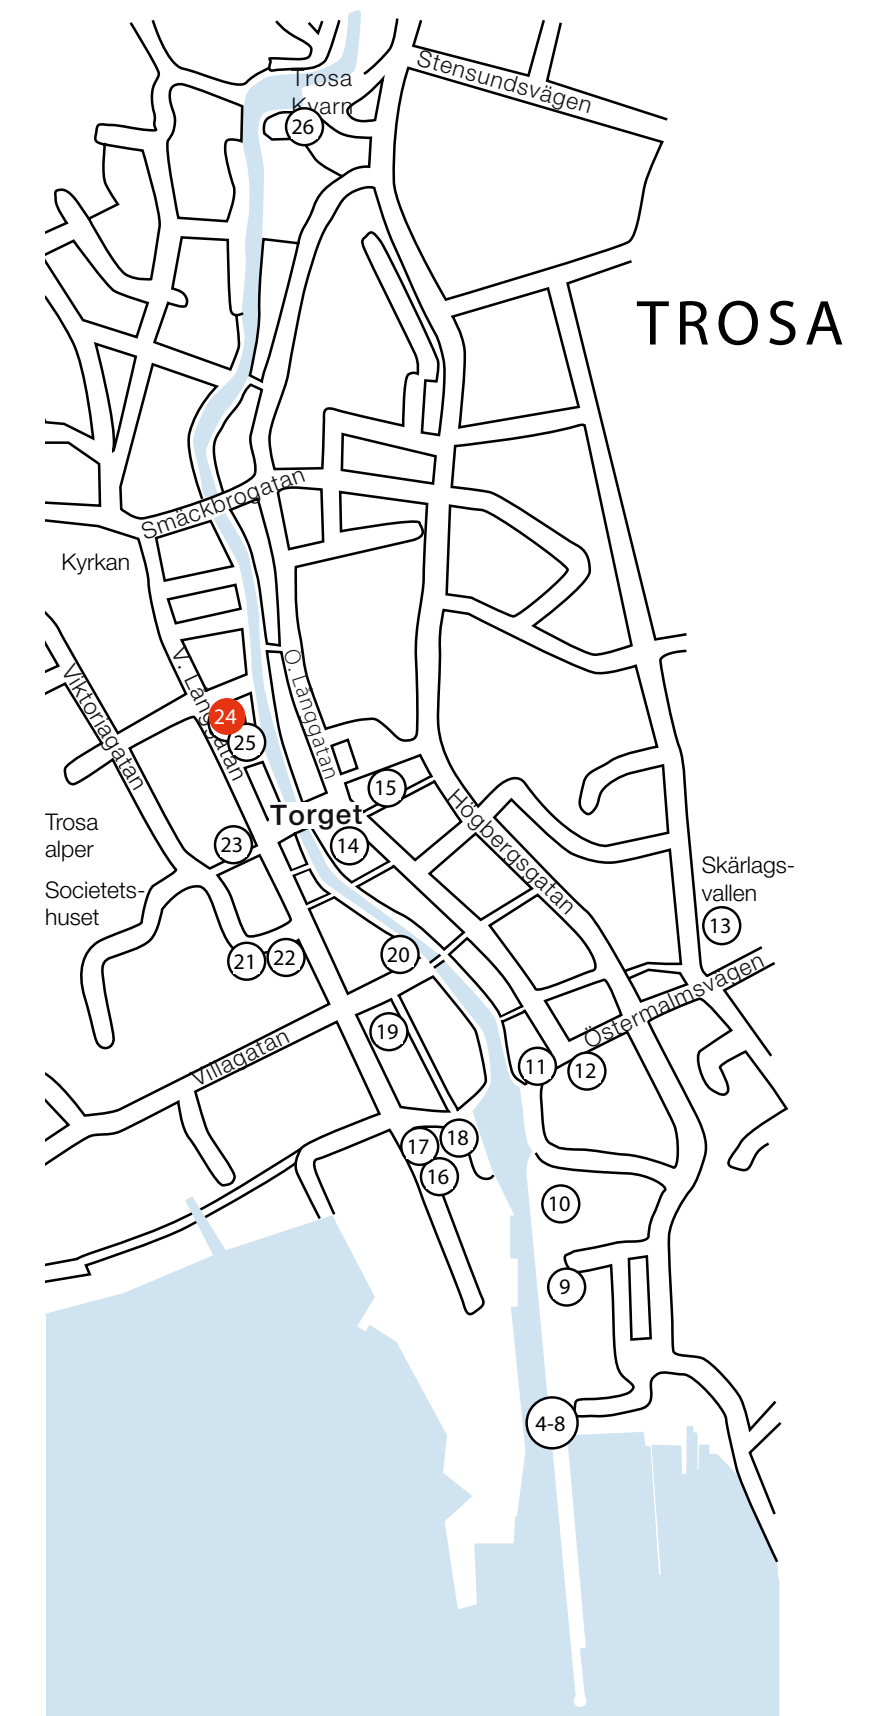 Stensundsvägen
Trosa
Kvarn
26
TROSA
Smäckbrogatan
Kyrkan
Viktoriagatan
V. Långgatan
Ö. Långgatan
24
25
15
Torget
Högbergsgatan
Trosa
alper
23
14
Skärlags-
vallen
Societets-
huset
13
20
21
22
Östermalmsvägen
19
Villagatan
11
12
17
18
16
10
9
4-8